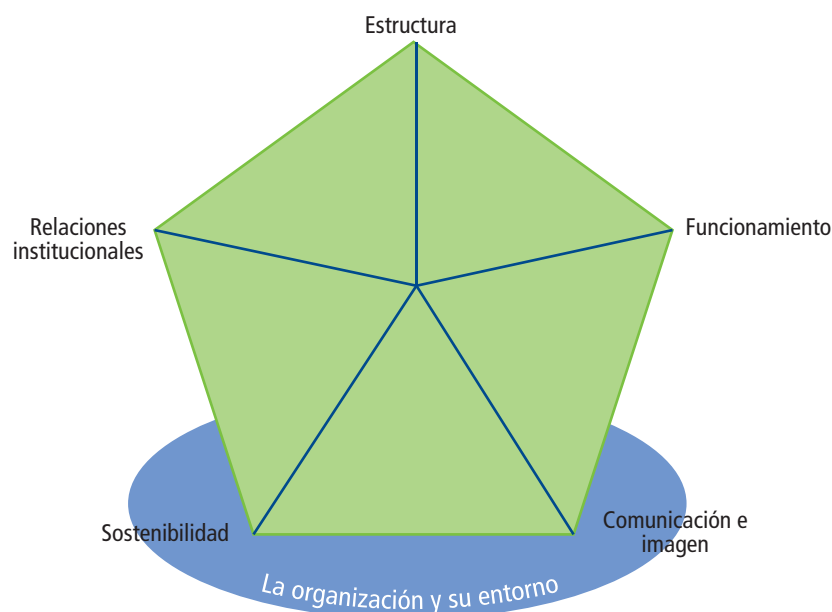 Estructura
Relaciones
institucionales
Funcionamiento
Sostenibilidad
Comunicación e
imagen
La organización y su entorno